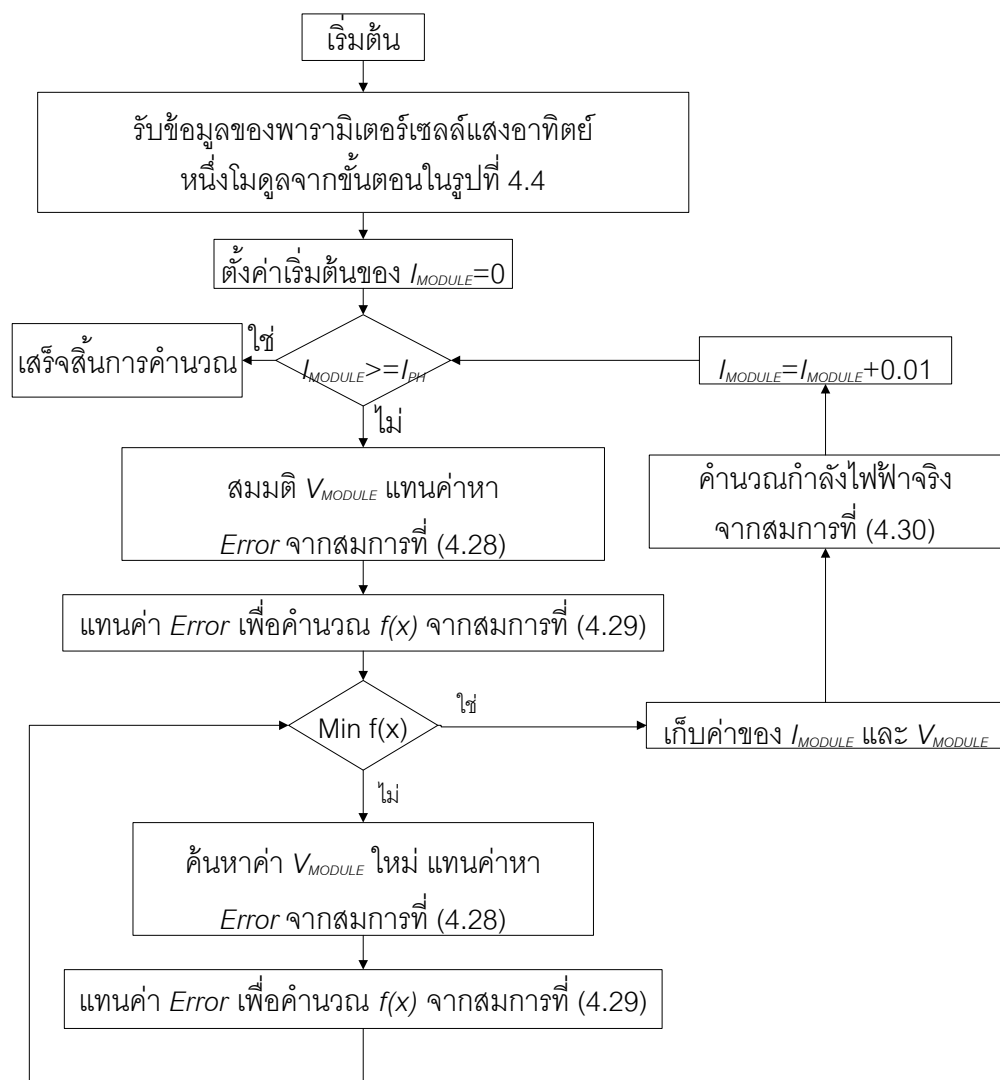 เริ่มต้น
รับข้อมูลของพารามิเตอร์เซลล์แสงอาทิตย์
หนึ่งโมดูลจากขั้นตอนในรูปที่ 4.4
ตั้งค่าเริ่มต้นของ I_MODULE=0
ใช่
เสร็จสิ้นการคำนวณ
I_MODULE>=I_PH
I_MODULE=I_MODULE+0.01
ไม่
สมมติ V_MODULE แทนค่าหา
Error จากสมการที่ (4.28)
คำนวณกำลังไฟฟ้าจริง
จากสมการที่ (4.30)
แทนค่า Error เพื่อคำนวณ f(x) จากสมการที่ (4.29)
Min f(x)
ใช่
เก็บค่าของ I_MODULE และ V_MODULE
ไม่
ค้นหาค่า V_MODULE ใหม่ แทนค่าหา
Error จากสมการที่ (4.28)
แทนค่า Error เพื่อคำนวณ f(x) จากสมการที่ (4.29)